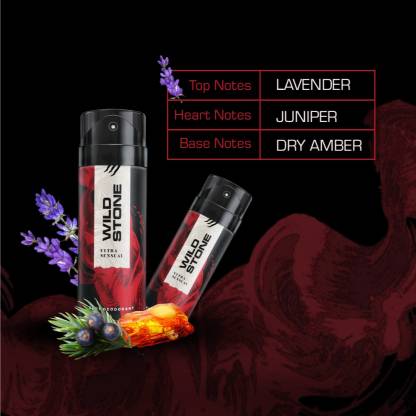 Top Notes LAVENDER
Heart Notes JUNIPER
Base Notes DRY AMBER
WILD
STONE
ULTRA
SENSUAL
DEODORANT
WILD
STONE
ULTRA
SENSUAL